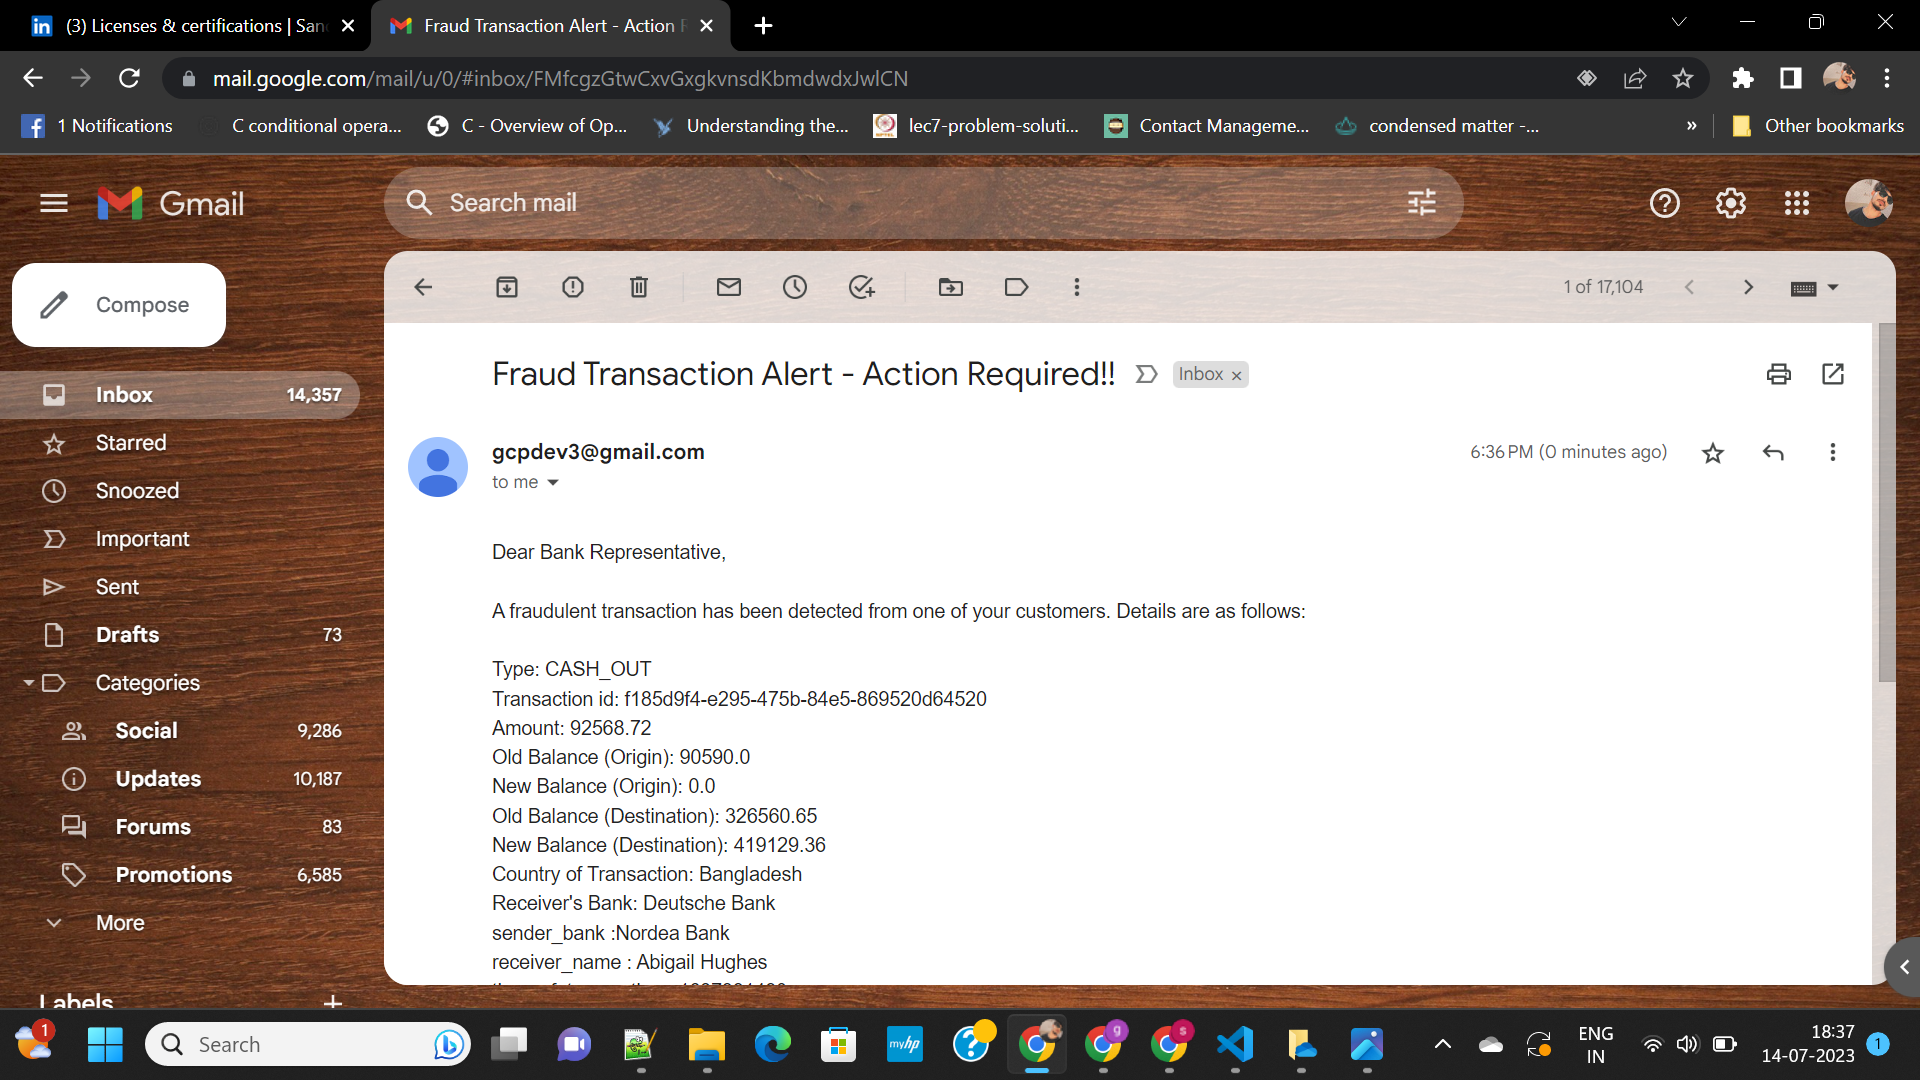 (3) Licenses & certifications | San
Fraud Transaction Alert - Action R
mail.google.com/mail/u/0/#inbox/FMfcgzGtwCxvGxgkvnsdKbmdwdxJwlCN
1 Notifications
C conditional opera...
C - Overview of Op...
Understanding the...
lec7-problem-soluti...
Contact Manageme...
condensed matter -...
»
Other bookmarks
Gmail
Search mail
Compose
1 of 17,104
Inbox 14,357
Starred
Snoozed
Important
Sent
Drafts 73
Categories
Social 9,286
Updates 10,187
Forums 83
Promotions 6,585
More
Labels
Fraud Transaction Alert - Action Required!!
Inbox ×
gcpdev3@gmail.com
6:36 PM (0 minutes ago)
to me
Dear Bank Representative,
A fraudulent transaction has been detected from one of your customers. Details are as follows:
Type: CASH_OUT
Transaction id: f185d9f4-e295-475b-84e5-869520d64520
Amount: 92568.72
Old Balance (Origin): 90590.0
New Balance (Origin): 0.0
Old Balance (Destination): 326560.65
New Balance (Destination): 419129.36
Country of Transaction: Bangladesh
Receiver's Bank: Deutsche Bank
sender_bank :Nordea Bank
receiver_name : Abigail Hughes
1
Search
myhp
g
s
ENG
IN
18:37
14-07-2023
1